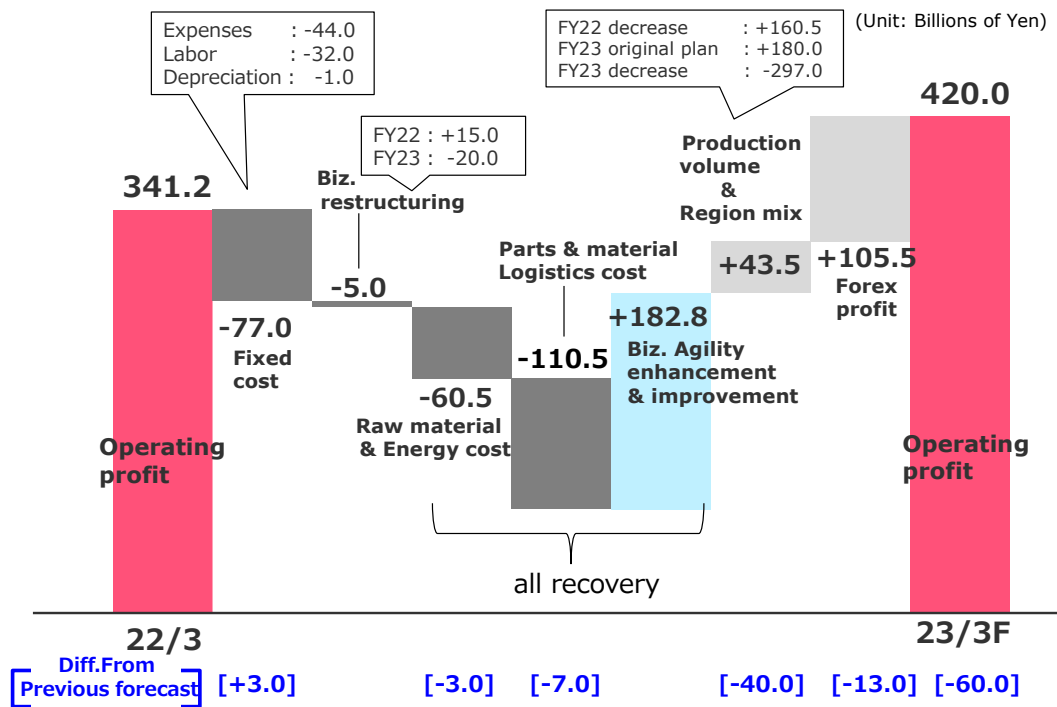 (Unit: Billions of Yen)
Expenses : -44.0
Labor : -32.0
Depreciation : -1.0
FY22 decrease : +160.5
FY23 original plan : +180.0
FY23 decrease : -297.0
FY22 : +15.0
FY23 : -20.0
341.2
Biz.
restructuring
-5.0
-77.0
Fixed
cost
-60.5
Raw material
& Energy cost
Parts & material
Logistics cost
-110.5
+182.8
Biz. Agility
enhancement
& improvement
Production
volume
&
Region mix
+43.5
+105.5
Forex
profit
420.0
Operating
profit
Operating
profit
all recovery
22/3
23/3F
Diff.From
Previous forecast
[+3.0]
[-3.0]
[-7.0]
[-40.0]
[-13.0]
[-60.0]